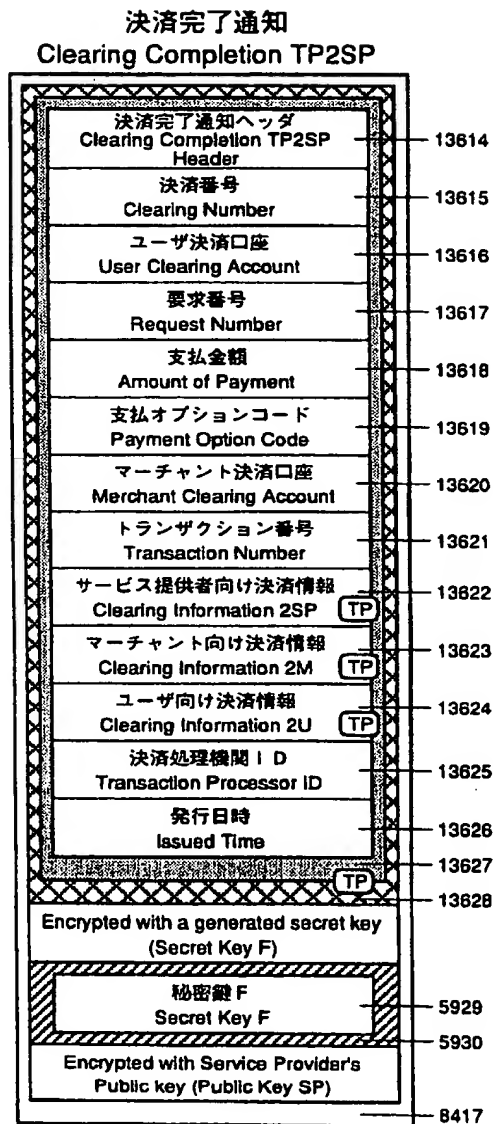 決済完了通知
Clearing Completion TP2SP
決済完了通知ヘッダ
Clearing Completion TP2SP
Header
13614
決済番号
Clearing Number
13615
ユーザ決済口座
User Clearing Account
13616
要求番号
Request Number
13617
支払金額
Amount of Payment
13618
支払オプションコード
Payment Option Code
13619
マーチャント決済口座
Merchant Clearing Account
13620
トランザクション番号
Transaction Number
13621
サービス提供者向け決済情報
Clearing Information 2SP
TP
13622
マーチャント向け決済情報
Clearing Information 2M
TP
13623
ユーザ向け決済情報
Clearing Information 2U
TP
13624
決済処理機関ID
Transaction Processor ID
13625
発行日時
Issued Time
13626
13627
TP
13628
Encrypted with a generated secret key
(Secret Key F)
秘密鍵F
Secret Key F
5929
5930
Encrypted with Service Provider's
Public key (Public Key SP)
8417